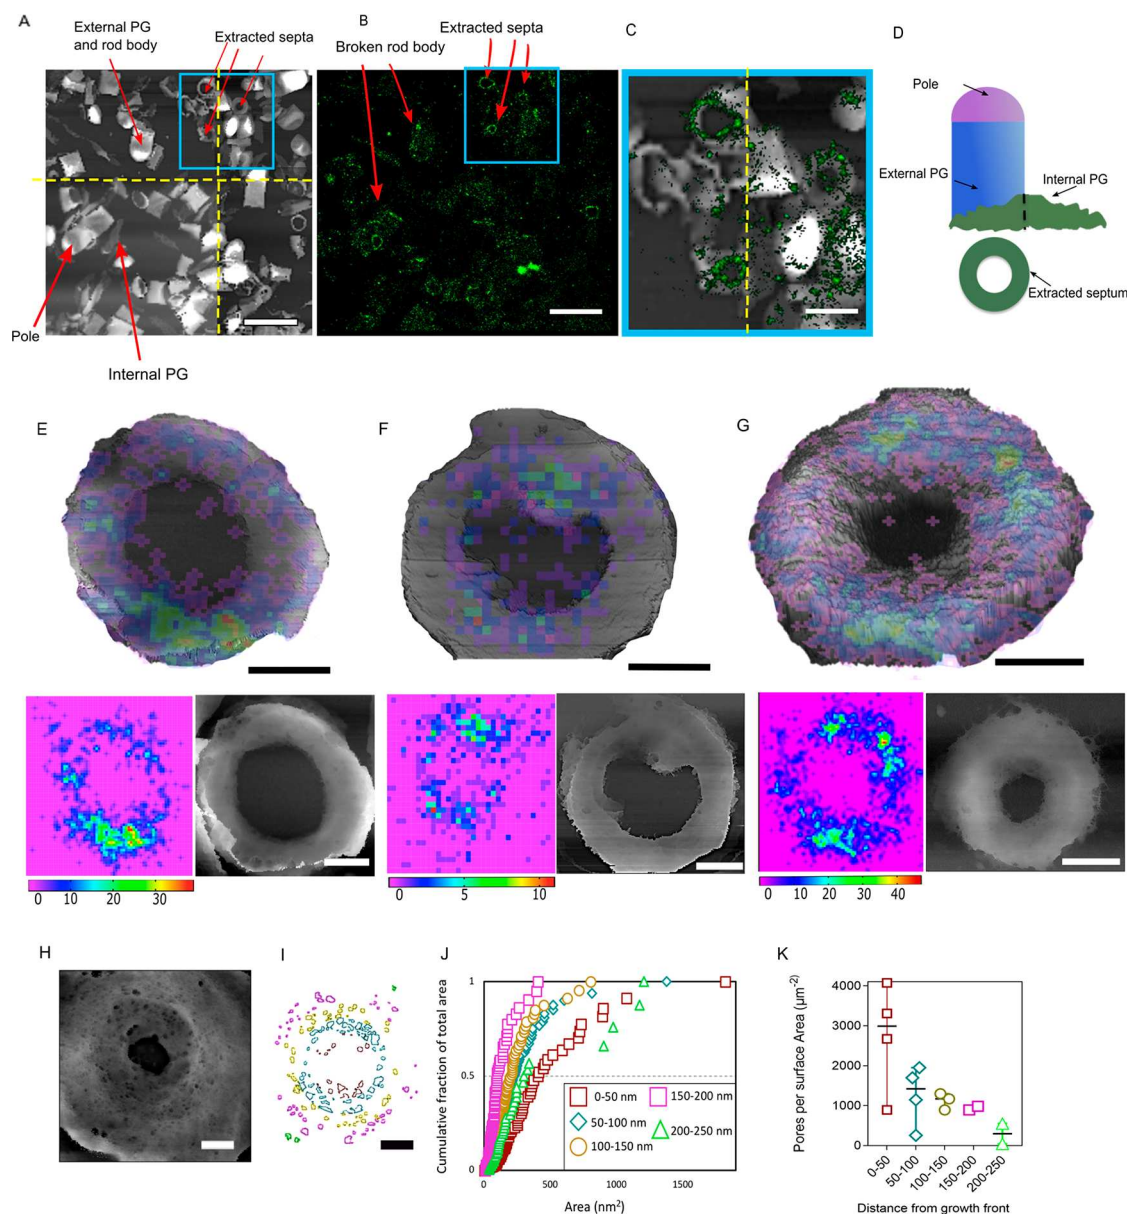 A
External PG
and rod body
Extracted septa
B
Broken rod body
Extracted septa
C
D
Pole
External PG
Internal PG
Extracted septum
Pole
Internal PG
E
F
G
0 10 20 30
0 5 10
0 10 20 30 40
H
I
J
Cumulative fraction of total area
1
0.5
0
0 500 1000 1500
Area (nm²)
0-50 nm
50-100 nm
100-150 nm
150-200 nm
200-250 nm
K
Pores per surface Area (μm⁻²)
4000
3000
2000
1000
0
0-50
50-100
100-150
150-200
200-250
Distance from growth front